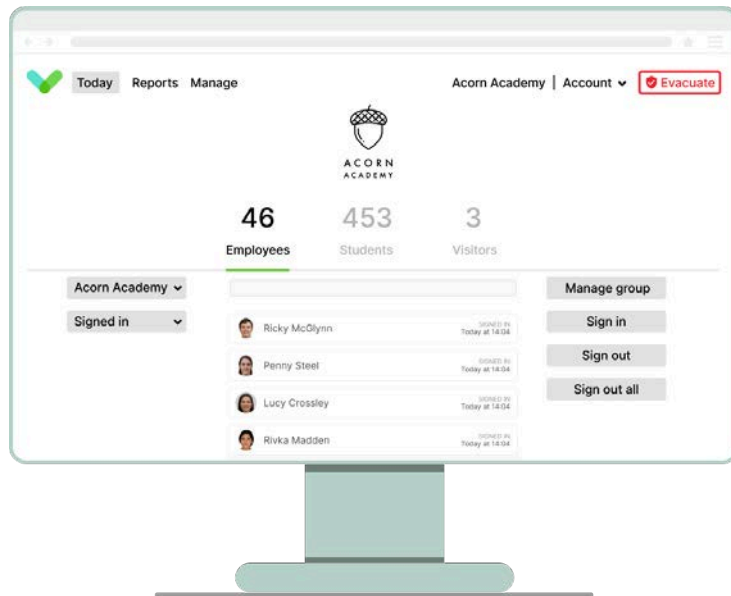 Today Reports Manage Acorn Academy | Account Evacuate
ACORN
ACADEMY
46 453 3
Employees Students Visitors
Acorn Academy Manage group
Signed in Sign in
Ricky McGlynn SIGNED IN
Today at 14:04
Sign out
Penny Steel SIGNED IN
Today at 14:04
Sign out all
Lucy Crossley SIGNED IN
Today at 14:04
Rivka Madden SIGNED IN
Today at 14:04